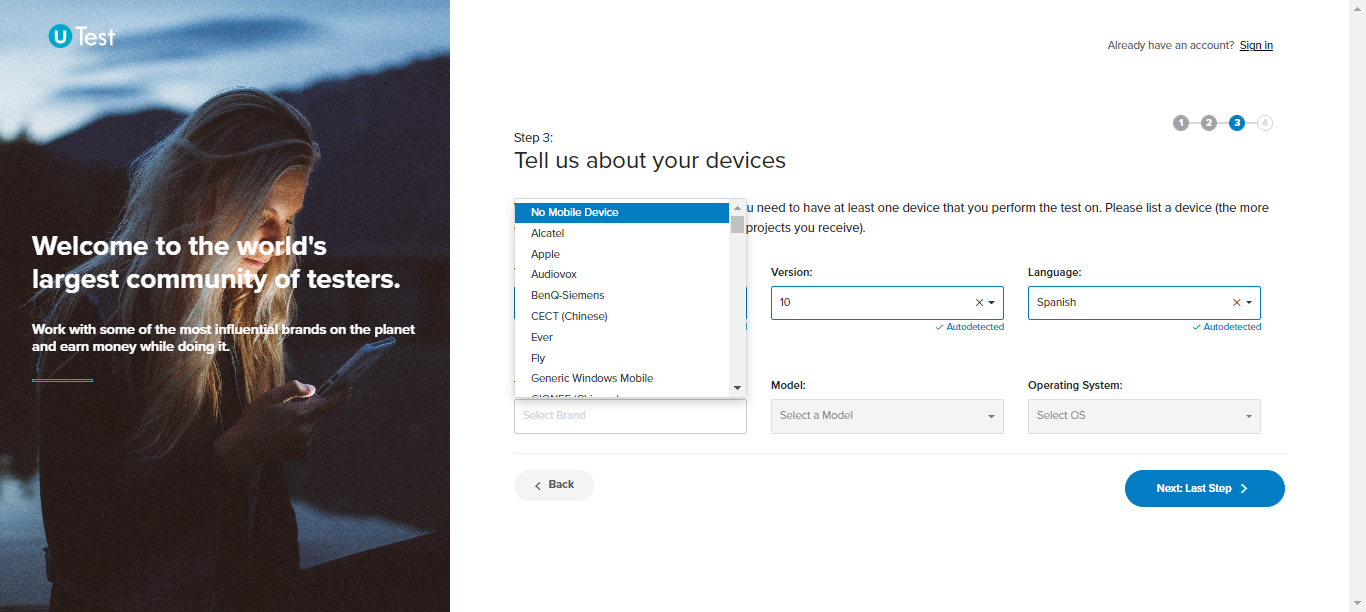 U Test
Already have an account? Sign in
1 2 3 4
Step 3:
Tell us about your devices
u need to have at least one device that you perform the test on. Please list a device (the more
projects you receive).
No Mobile Device
Alcatel
Apple
Audiovox
BenQ-Siemens
CECT (Chinese)
Ever
Fly
Generic Windows Mobile
Select Brand
Version:
10
Autodetected
Language:
Spanish
Autodetected
Model:
Select a Model
Operating System:
Select OS
Back
Next: Last Step
Welcome to the world's
largest community of testers.
Work with some of the most influential brands on the planet
and earn money while doing it.